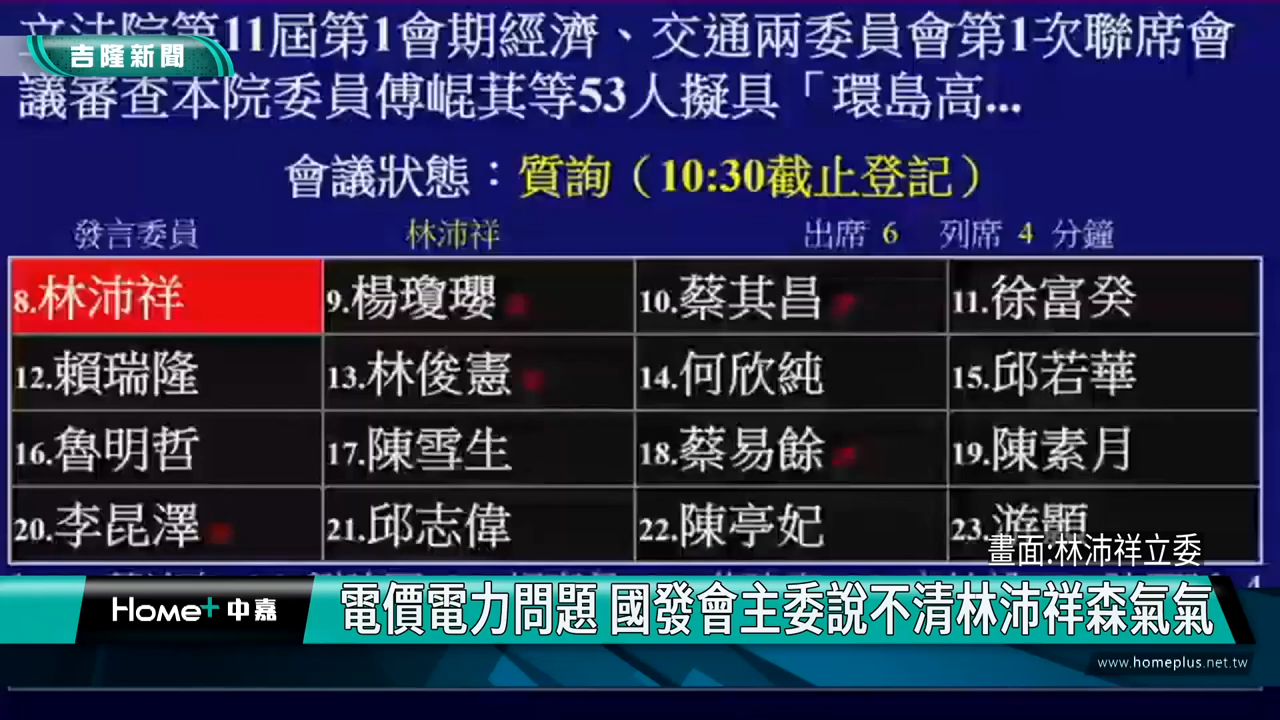 立法院第11屆第1會期經濟、交通兩委員會第1次聯席會
吉隆新聞
議審查本院委員傅崐萁等53人擬具「環島高...
會議狀態：質詢（10:30截止登記）
發言委員 林沛祥 出席 6 列席 4 分鐘
8.林沛祥 9.楊瓊瓔 10.蔡其昌 11.徐富癸
12.賴瑞隆 13.林俊憲 14.何欣純 15.邱若華
16.魯明哲 17.陳雪生 18.蔡易餘 19.陳素月
20.李昆澤 21.邱志偉 22.陳亭妃 23.游顥
畫面:林沛祥立委
Home+中嘉 電價電力問題 國發會主委說不清林沛祥森氣氣
www.homeplus.net.tw